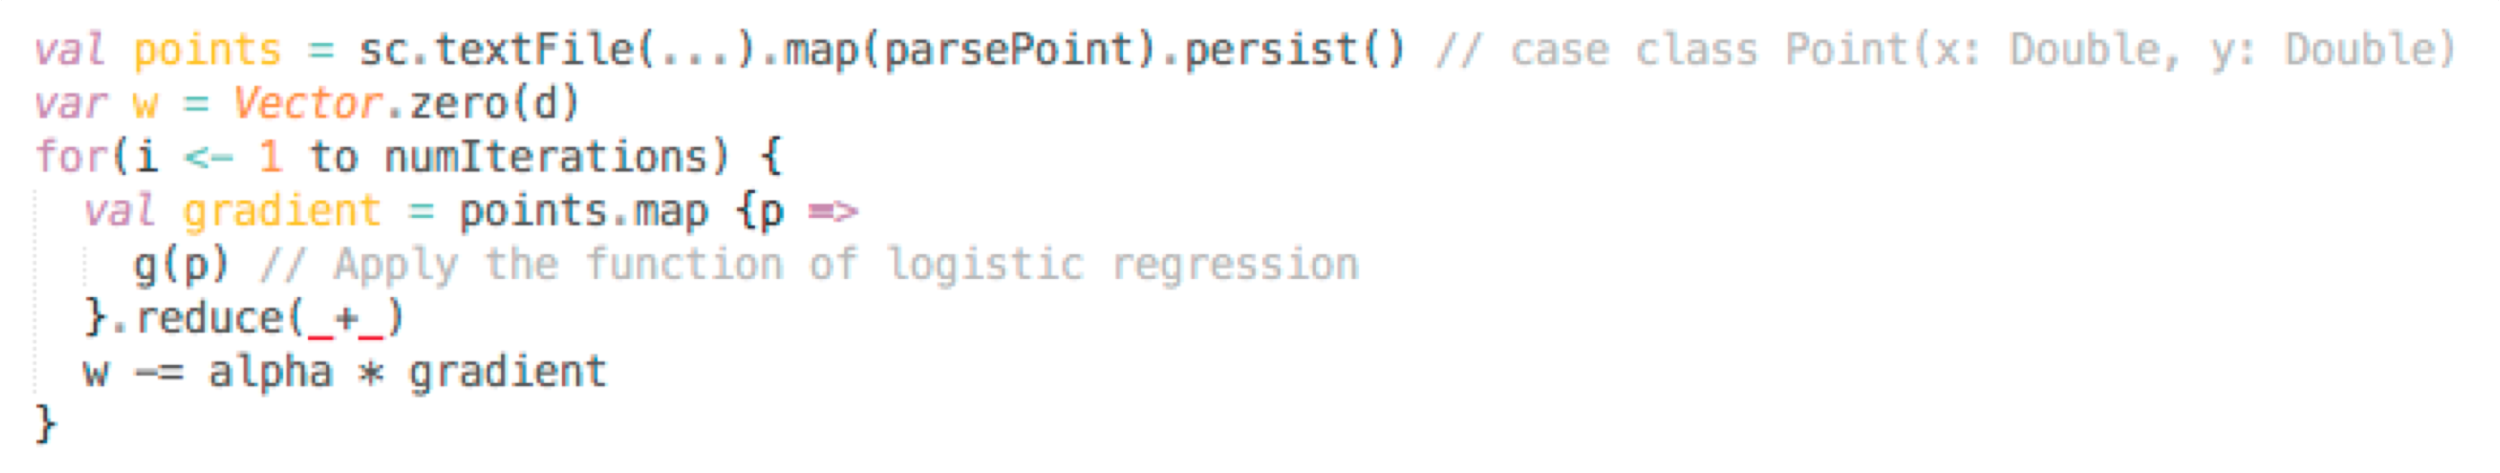 val points = sc.textFile(...).map(parsePoint).persist() // case class Point(x: Double, y: Double)
var w = Vector.zero(d)
for(i <- 1 to numIterations) {
  val gradient = points.map {p =>
    g(p) // Apply the function of logistic regression
  }.reduce(_+_)
  w -= alpha * gradient
}